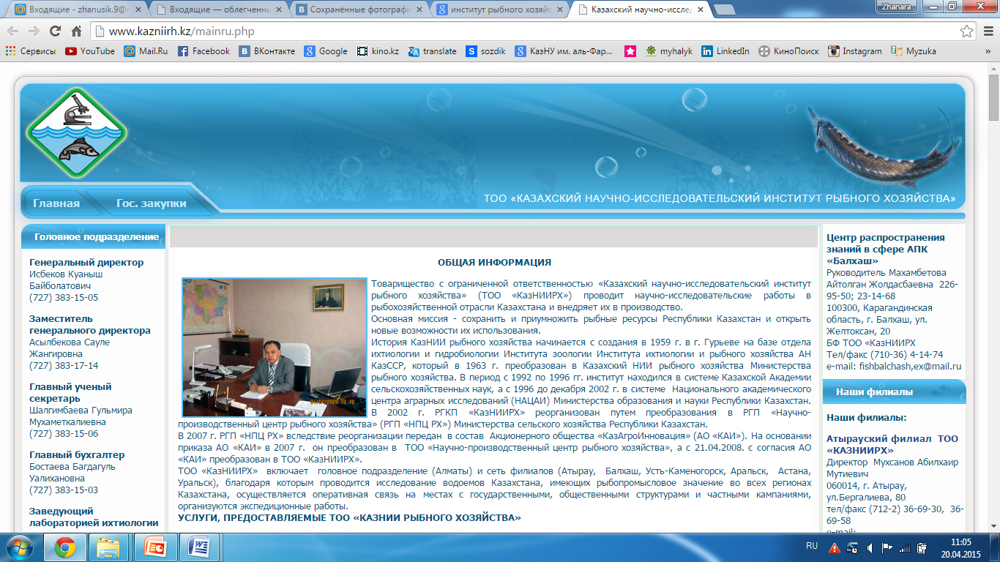 Входящие - zhanusik.9@
Входящие — облегченны
Сохранённые фотограф
институт рыбного хозяйс
Казахский научно-исслед
Zhanara
www.kazniirh.kz/mainru.php
Сервисы
YouTube
Mail.Ru
Facebook
ВКонтакте
Google
kino.kz
translate
sozdik
КазНУ им. аль-Фар...
myhalyk
LinkedIn
КиноПоиск
Instagram
Myzuka
»
ТОО «КАЗАХСКИЙ НАУЧНО-ИССЛЕДОВАТЕЛЬСКИЙ ИНСТИТУТ РЫБНОГО ХОЗЯЙСТВА»
Главная
Гос. закупки
Головное подразделение
Генеральный директор
Исбеков Куаныш
Байболатович
(727) 383-15-05
Заместитель
генерального директора
Асылбекова Сауле
Жангировна
(727) 383-17-14
Главный ученый
секретарь
Шалгимбаева Гульмира
Мухаметкалиевна
(727) 383-15-06
Главный бухгалтер
Бостаева Багдагуль
Уалихановна
(727) 383-15-03
Заведующий
лабораторией ихтиологии
ОБЩАЯ ИНФОРМАЦИЯ
Товарищество с ограниченной ответственностью «Казахский научно-исследовательский институт
рыбного хозяйства» (ТОО «КазНИИРХ») проводит научно-исследовательские работы в
рыбохозяйственной отрасли Казахстана и внедряет их в производство.
Основная миссия - сохранить и приумножить рыбные ресурсы Республики Казахстан и открыть
новые возможности их использования.
История КазНИИ рыбного хозяйства начинается с создания в 1959 г. в г. Гурьеве на базе отдела
ихтиологии и гидробиологии Института зоологии Института ихтиологии и рыбного хозяйства АН
КазССР, который в 1963 г. преобразован в Казахский НИИ рыбного хозяйства Министерства
рыбного хозяйства. В период с 1992 по 1996 гг. институт находился в системе Казахской Академии
сельскохозяйственных наук, а с 1996 до декабря 2002 г. в системе Национального академического
центра аграрных исследований (НАЦАИ) Министерства образования и науки Республики Казахстан.
В 2002 г. РГКП «КазНИИРХ» реорганизован путем преобразования в РГП «Научно-
производственный центр рыбного хозяйства» (РГП «НПЦ РХ») Министерства сельского хозяйства Республики Казахстан.
В 2007 г. РГП «НПЦ РХ» вследствие реорганизации передан в состав Акционерного общества «КазАгроИнновация» (АО «КАИ»). На основании
приказа АО «КАИ» в 2007 г. он преобразован в ТОО «Научно-производственный центр рыбного хозяйства», а с 21.04.2008. с согласия АО
«КАИ» преобразован в ТОО «КазНИИРХ».
ТОО «КазНИИРХ» включает головное подразделение (Алматы) и сеть филиалов (Атырау, Балхаш, Усть-Каменогорск, Аральск, Астана,
Уральск), благодаря которым проводится исследование водоемов Казахстана, имеющих рыбопромысловое значение во всех регионах
Казахстана, осуществляется оперативная связь на местах с государственными, общественными структурами и частными кампаниями,
организуются экспедиционные работы.
УСЛУГИ, ПРЕДОСТАВЛЯЕМЫЕ ТОО «КАЗНИИ РЫБНОГО ХОЗЯЙСТВА»
Центр распространения
знаний в сфере АПК
«Балхаш»
Руководитель Махамбетова
Айтолган Жолдасбаевна 226-
95-50; 23-14-68
100300, Карагандинская
область, г. Балхаш, ул.
Желтоксан, 20
БФ ТОО «КазНИИРХ
Тел/факс (710-36) 4-14-74
e-mail: fishbalchash,ex@mail.ru
Наши филиалы
Наши филиалы:
Атырауский филиал ТОО
«КАЗНИИРХ»
Директор Мухсанов Абилхаир
Мутиевич
060014, г. Атырау,
ул.Бергалиева, 80
тел/факс (712-2) 36-69-30, 36-
69-58
e-mail:
RU
11:05
20.04.2015